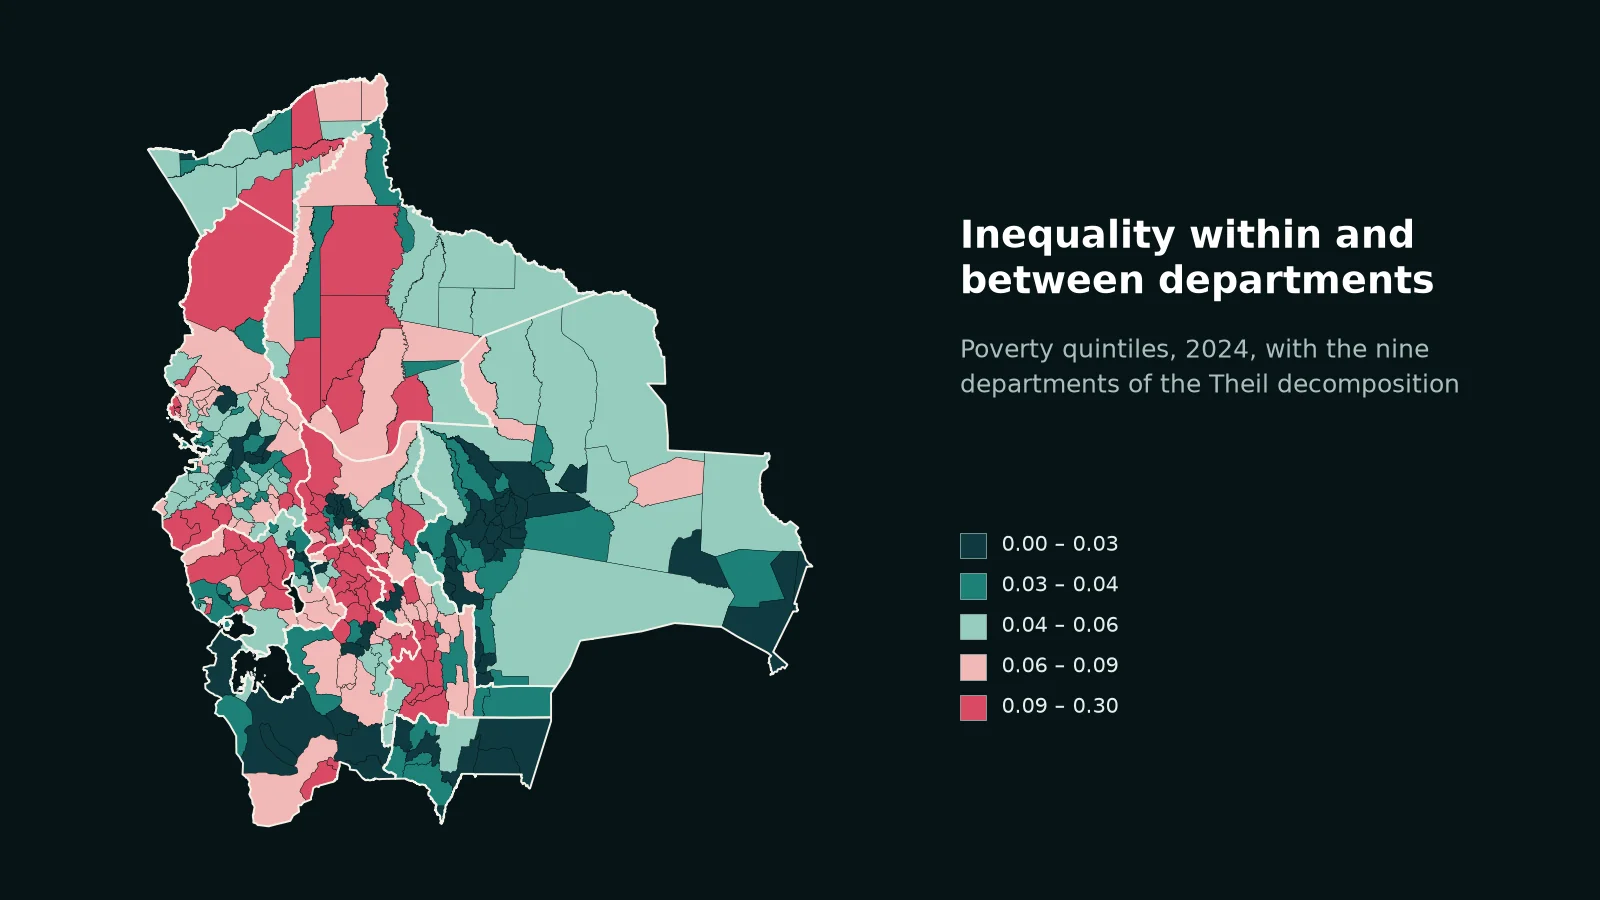 Inequality within and
between departments
Poverty quintiles, 2024, with the nine
departments of the Theil decomposition
0.00 – 0.03
0.03 – 0.04
0.04 – 0.06
0.06 – 0.09
0.09 – 0.30